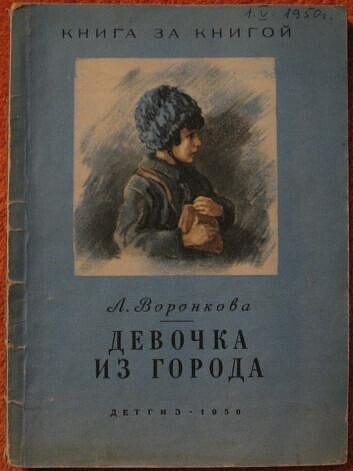 1.V.1950г.
КНИГА ЗА КНИГОЙ
Л. Воронкова
ДЕВОЧКА
ИЗ ГОРОДА
ДЕТГИЗ · 1950